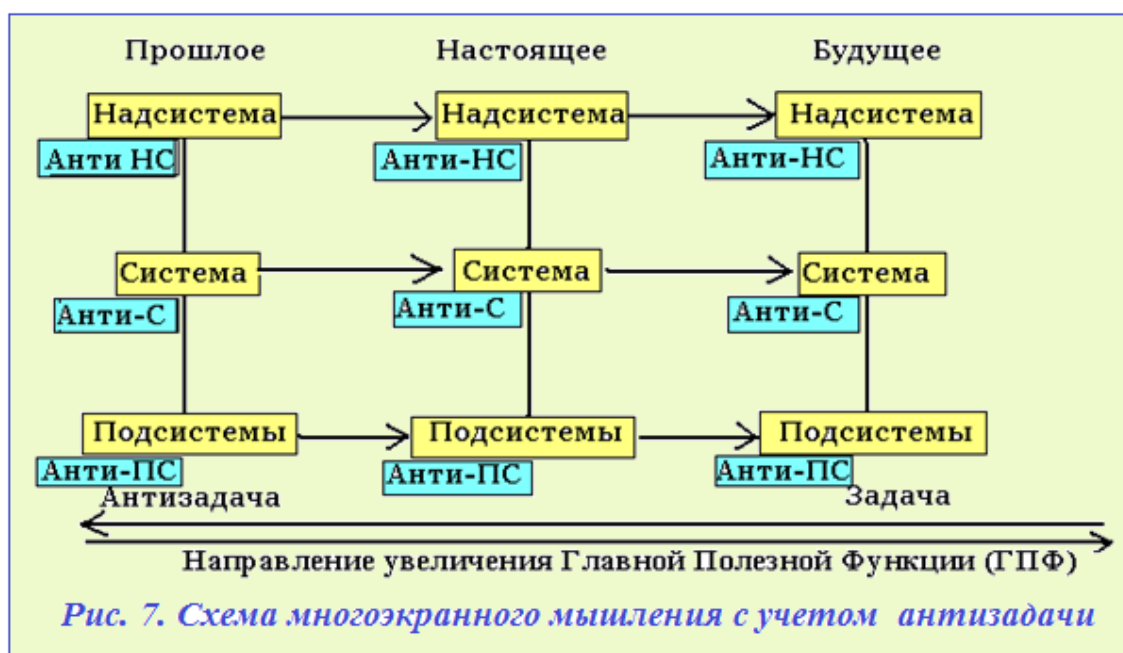 Прошлое Настоящее Будущее
Надсистема Надсистема Надсистема
Анти НС Анти-НС Анти-НС
Система Система Система
Анти-С Анти-С Анти-С
Подсистемы Подсистемы Подсистемы
Анти-ПС Анти-ПС Анти-ПС
Антизадача Задача
Направление увеличения Главной Полезной Функции (ГПФ)
Рис. 7. Схема многоэкранного мышления с учетом антизадачи